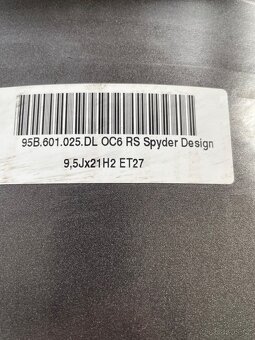 95B.601.025.DL OC6 RS Spyder Design
9,5Jx21H2 ET27